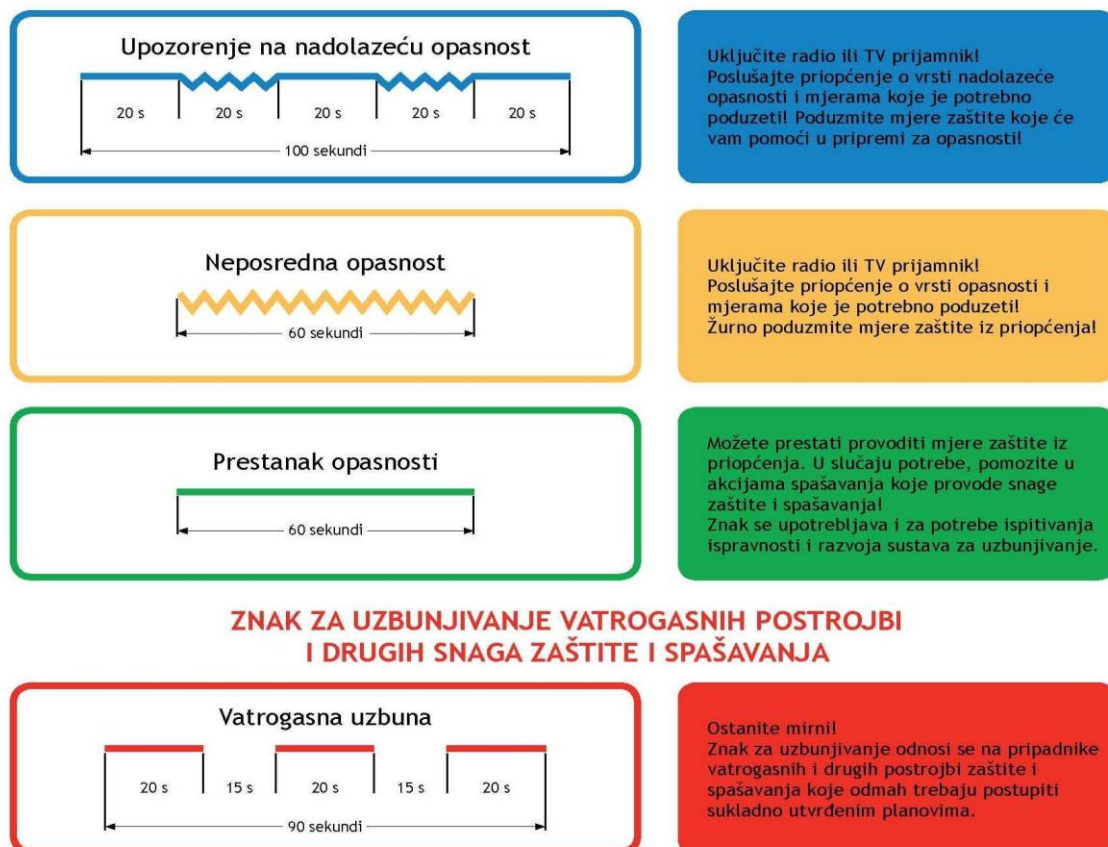 Upozorenje na nadolazeću opasnost
20 s 20 s 20 s 20 s 20 s
100 sekundi
Uključite radio ili TV prijamnik!
Poslušajte priopćenje o vrsti nadolazeće
opasnosti i mjerama koje je potrebno
poduzeti! Poduzmite mjere zaštite koje će
vam pomoći u pripremi za opasnosti!
Neposredna opasnost
60 sekundi
Uključite radio ili TV prijamnik!
Poslušajte priopćenje o vrsti opasnosti i
mjerama koje je potrebno poduzeti!
Žurno poduzmite mjere zaštite iz priopćenja!
Prestanak opasnosti
60 sekundi
Možete prestati provoditi mjere zaštite iz
priopćenja. U slučaju potrebe, pomozite u
akcijama spašavanja koje provode snage
zaštite i spašavanja!
Znak se upotrebljava i za potrebe ispitivanja
ispravnosti i razvoja sustava za uzbunjivanje.
ZNAK ZA UZBUNJIVANJE VATROGASNIH POSTROJBI
I DRUGIH SNAGA ZAŠTITE I SPAŠAVANJA
Vatrogasna uzbuna
20 s 15 s 20 s 15 s 20 s
90 sekundi
Ostanite mirni!
Znak za uzbunjivanje odnosi se na pripadnike
vatrogasnih i drugih postrojbi zaštite i
spašavanja koje odmah trebaju postupiti
sukladno utvrđenim planovima.